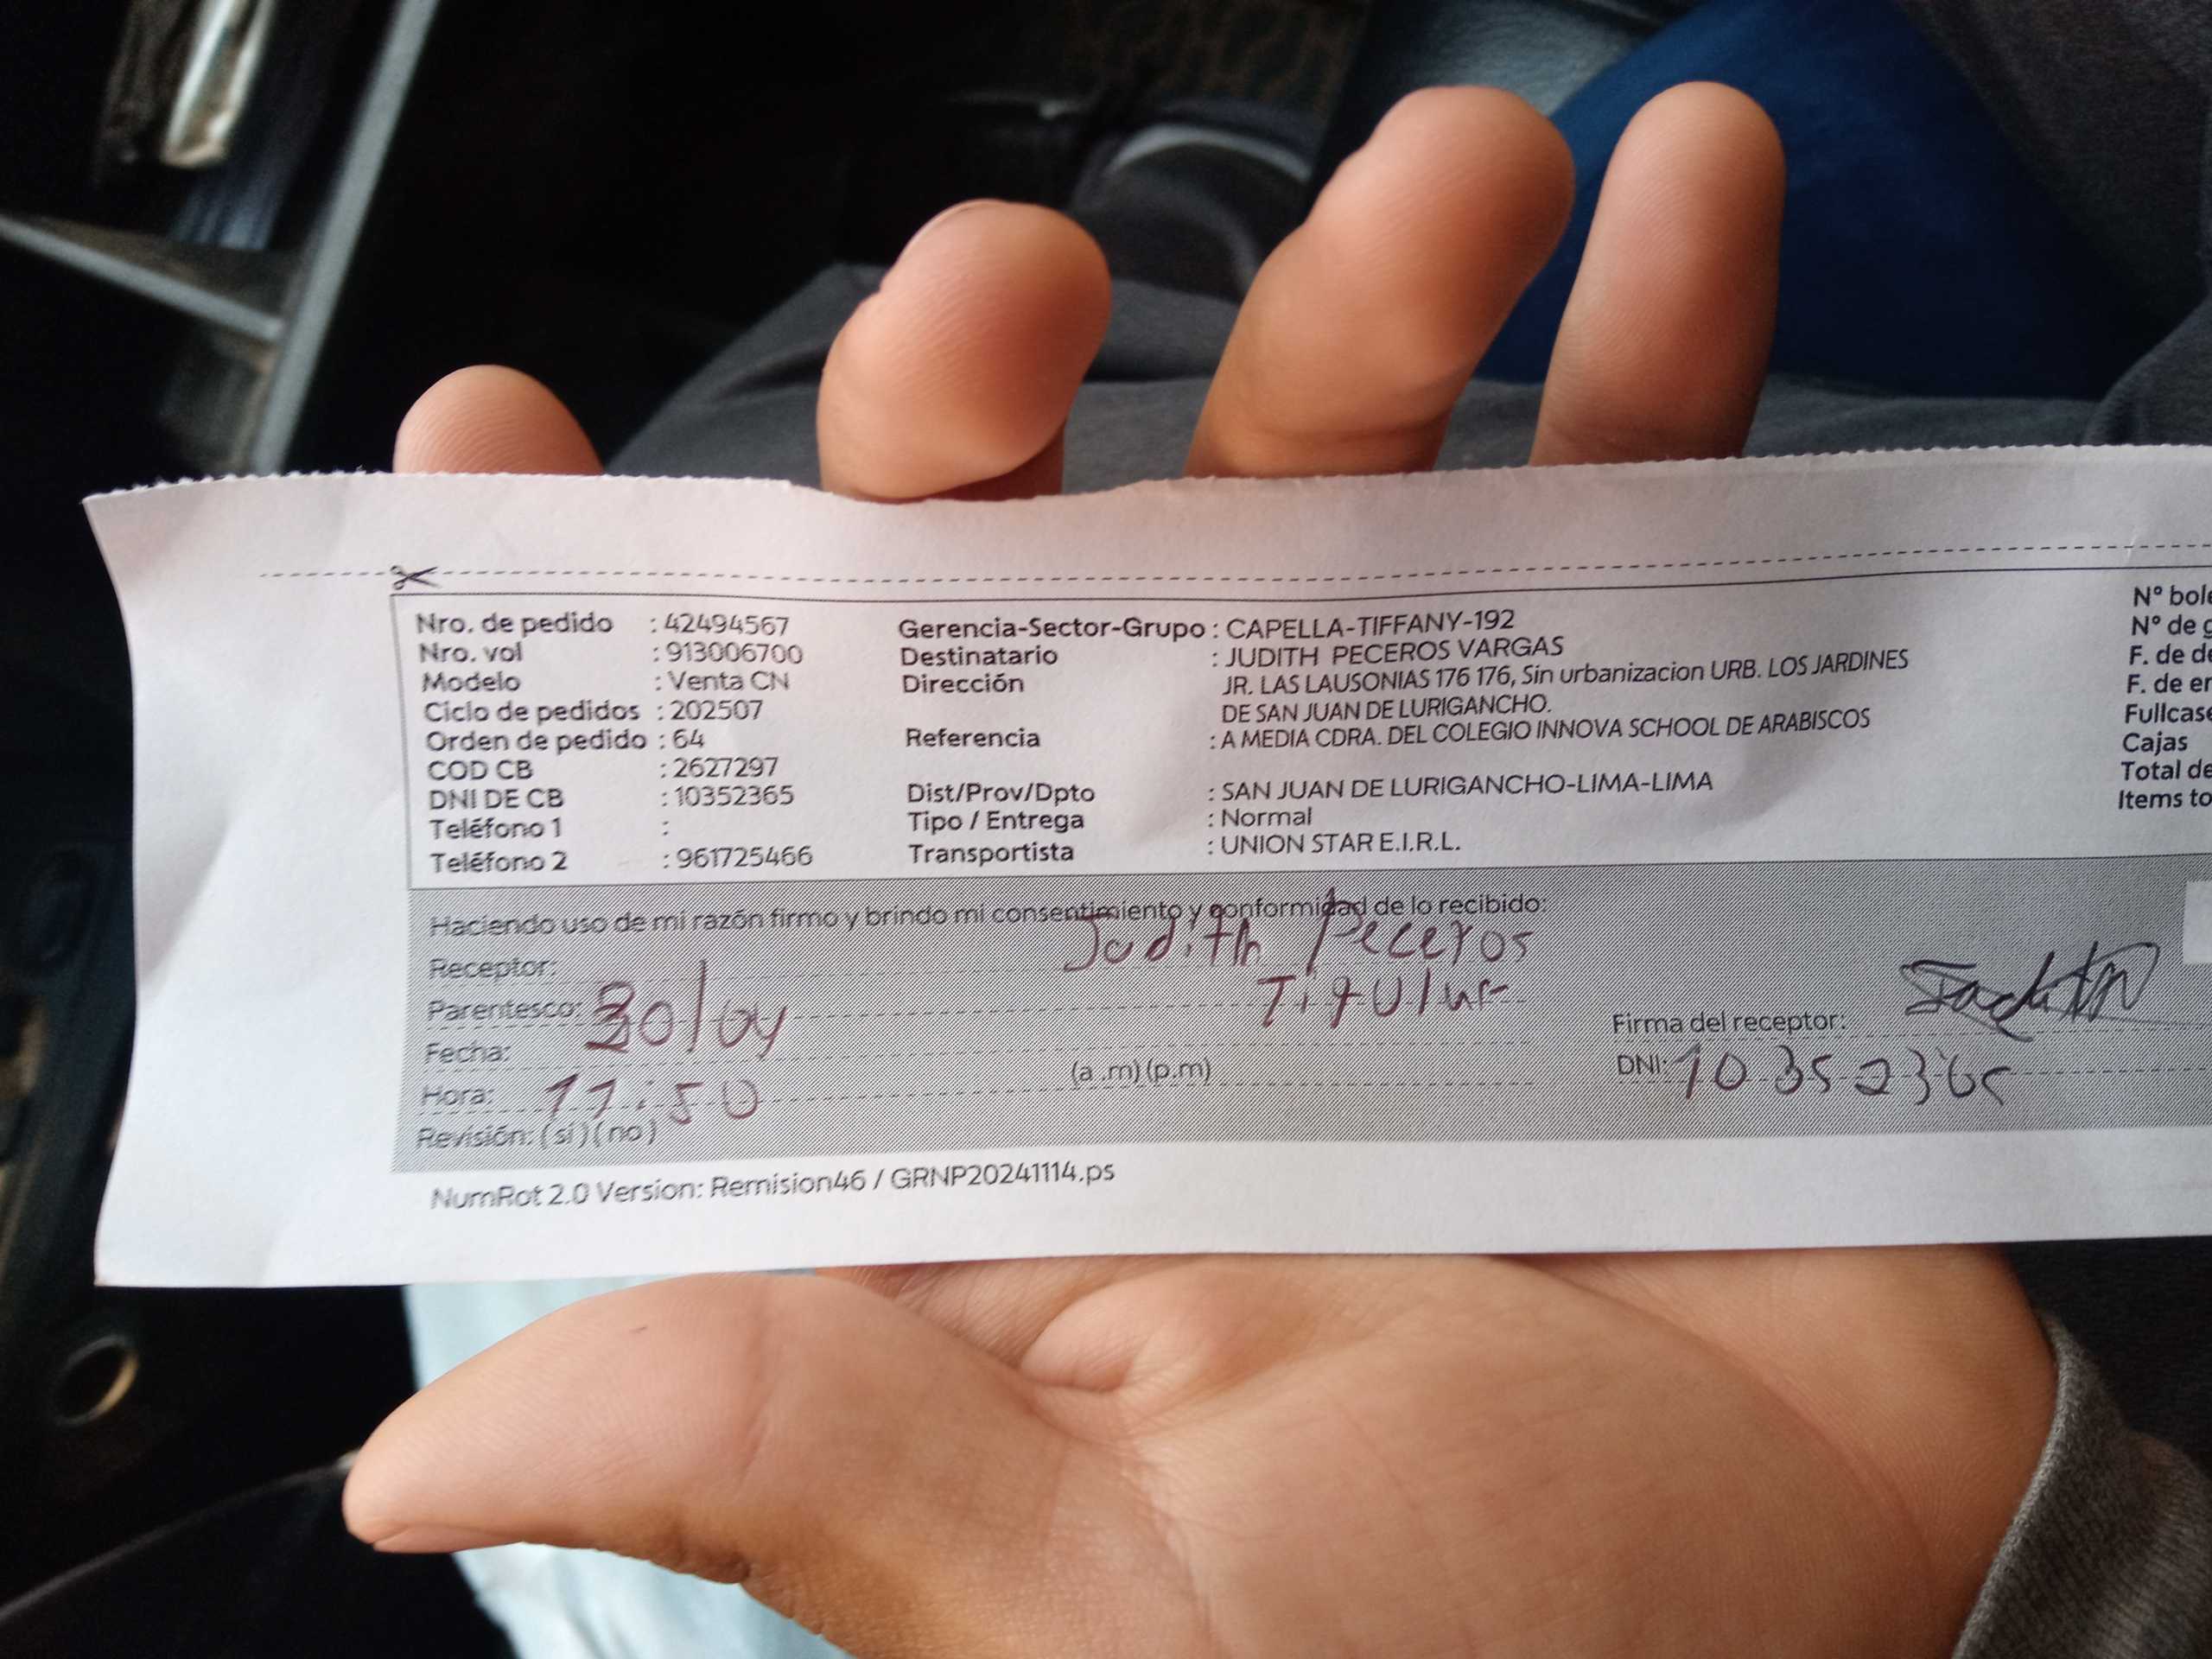 Nro. de pedido : 42494567
Nro. vol : 913006700
Modelo : Venta CN
Ciclo de pedidos : 202507
Orden de pedido : 64
COD CB : 2627297
DNI DE CB : 10352365
Teléfono 1 :
Teléfono 2 : 961725466
Gerencia-Sector-Grupo : CAPELLA-TIFFANY-192
Destinatario : JUDITH PECEROS VARGAS
Dirección JR. LAS LAUSONIAS 176 176, Sin urbanizacion URB. LOS JARDINES
DE SAN JUAN DE LURIGANCHO.
Referencia : A MEDIA CDRA. DEL COLEGIO INNOVA SCHOOL DE ARABISCOS
Dist/Prov/Dpto : SAN JUAN DE LURIGANCHO-LIMA-LIMA
Tipo / Entrega : Normal
Transportista : UNION STAR E.I.R.L.
N° bole
N° de g
F. de de
F. de en
Fullcase
Cajas
Total de
Items to
Haciendo uso de mi razón firmo y brindo mi consentimiento y conformidad de lo recibido:
Receptor: Judith Peceros
Parentesco: Titular
Fecha: 30/04
Hora: 11:50 (a .m) (p.m)
Revisión: (si) (no)
Firma del receptor: Judith
DNI: 10352365
NumRot 2.0 Version: Remision46 / GRNP20241114.ps